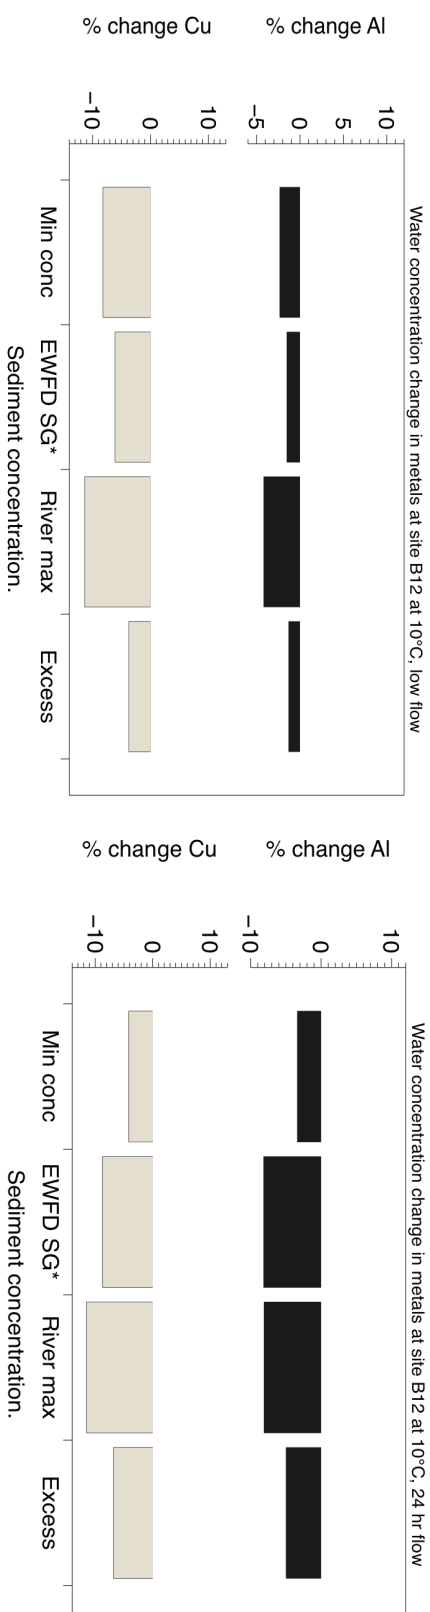 Water concentration change in metals at site B12 at 10°C, low flow
% change Al
10
5
0
−5
% change Cu
10
0
−10
Min conc
EWFD SG*
River max
Excess
Sediment concentration.
Water concentration change in metals at site B12 at 10°C, 24 hr flow
% change Al
10
0
−10
% change Cu
10
0
−10
Min conc
EWFD SG*
River max
Excess
Sediment concentration.